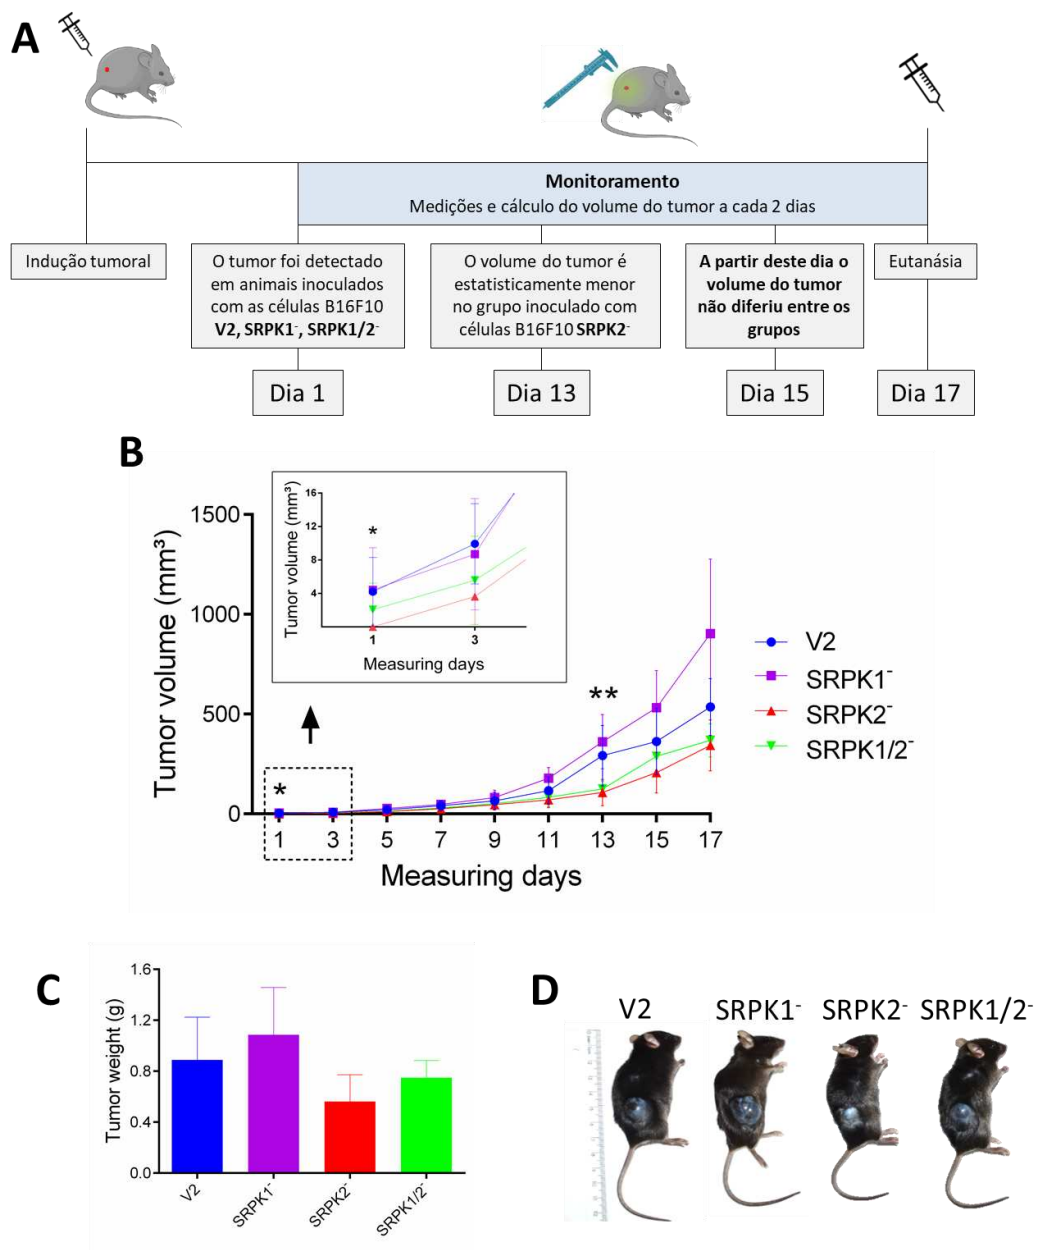 A
Monitoramento
Medições e cálculo do volume do tumor a cada 2 dias
Indução tumoral
O tumor foi detectado
em animais inoculados
com as células B16F10
V2, SRPK1⁻, SRPK1/2⁻
O volume do tumor é
estatisticamente menor
no grupo inoculado com
células B16F10 SRPK2⁻
A partir deste dia o
volume do tumor
não diferiu entre os
grupos
Eutanásia
Dia 1
Dia 13
Dia 15
Dia 17
B
Tumor volume (mm³)
1500
1000
500
0
1 3 5 7 9 11 13 15 17
Measuring days
*
**
Tumor volume (mm³)
16
12
8
4
*
1 3
Measuring days
V2
SRPK1⁻
SRPK2⁻
SRPK1/2⁻
C
Tumor weight (g)
1.6
1.2
0.8
0.4
0.0
V2
SRPK1⁻
SRPK2⁻
SRPK1/2⁻
D
V2 SRPK1⁻ SRPK2⁻ SRPK1/2⁻